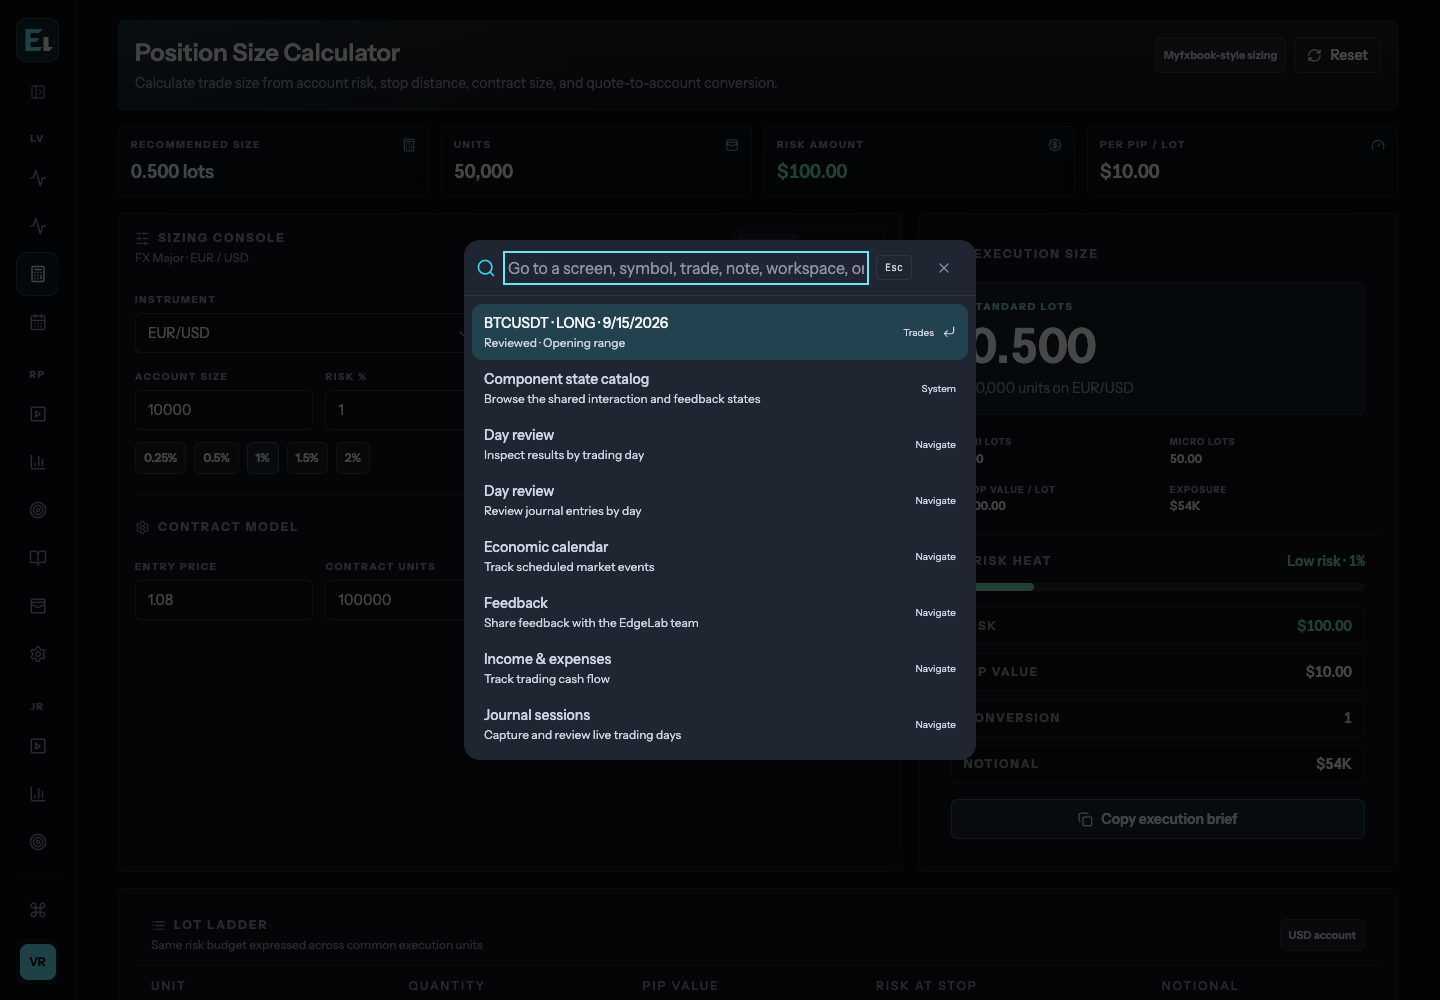 EL
Position Size Calculator
Calculate trade size from account risk, stop distance, contract size, and quote-to-account conversion.
Myfxbook-style sizing
Reset
LV
RECOMMENDED SIZE
0.500 lots
UNITS
50,000
RISK AMOUNT
$100.00
PER PIP / LOT
$10.00
SIZING CONSOLE
FX Major · EUR / USD
INSTRUMENT
EUR/USD
ACCOUNT SIZE
RISK %
10000
1
0.25%
0.5%
1%
1.5%
2%
CONTRACT MODEL
ENTRY PRICE
CONTRACT UNITS
1.08
100000
RP
JR
VR
Go to a screen, symbol, trade, note, workspace, or
Esc
BTCUSDT · LONG · 9/15/2026
Reviewed · Opening range
Trades
Component state catalog
Browse the shared interaction and feedback states
System
Day review
Inspect results by trading day
Navigate
Day review
Review journal entries by day
Navigate
Economic calendar
Track scheduled market events
Navigate
Feedback
Share feedback with the EdgeLab team
Navigate
Income & expenses
Track trading cash flow
Navigate
Journal sessions
Capture and review live trading days
Navigate
EXECUTION SIZE
STANDARD LOTS
0.500
0,000 units on EUR/USD
LOTS
MICRO LOTS
50.00
VALUE / LOT
00.00
EXPOSURE
$54K
RISK HEAT
Low risk · 1%
$100.00
VALUE
$10.00
CONVERSION
1
NOTIONAL
$54K
Copy execution brief
LOT LADDER
Same risk budget expressed across common execution units
USD account
UNIT
QUANTITY
PIP VALUE
RISK AT STOP
NOTIONAL